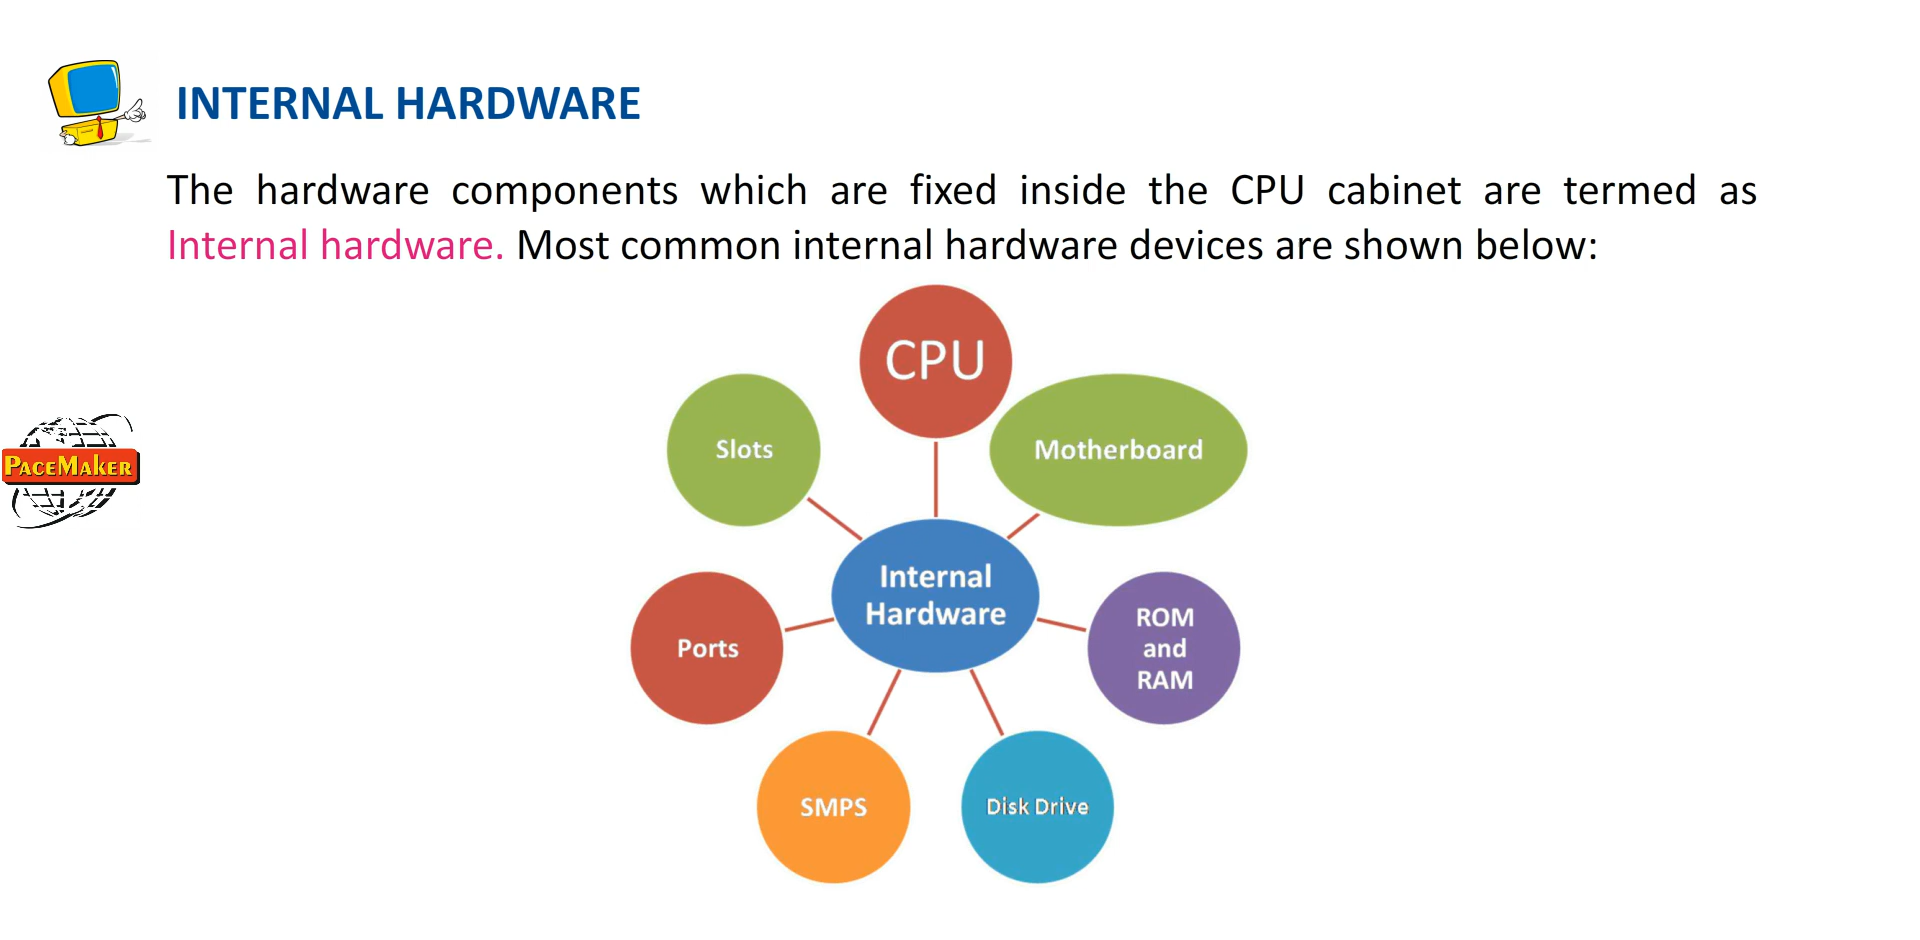 INTERNAL HARDWARE
The hardware components which are fixed inside the CPU cabinet are termed as
Internal hardware. Most common internal hardware devices are shown below:
CPU
Slots
Motherboard
PACEMAKER
Internal
Hardware
Ports
ROM
and
RAM
SMPS
Disk Drive